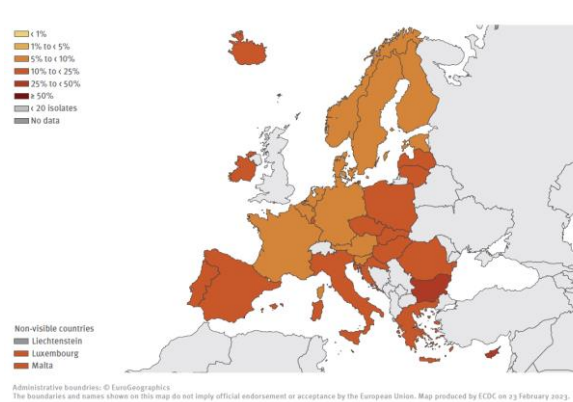 < 1%
1% to < 5%
5% to < 10%
10% to < 25%
25% to < 50%
≥ 50%
< 20 isolates
No data
Non-visible countries
Liechtenstein
Luxembourg
Malta
Administrative boundries: © EuroGeographics
The boundaries and names shown on this map do not imply official endorsement or acceptance by the European Union. Map produced by ECDC on 23 February 2023.